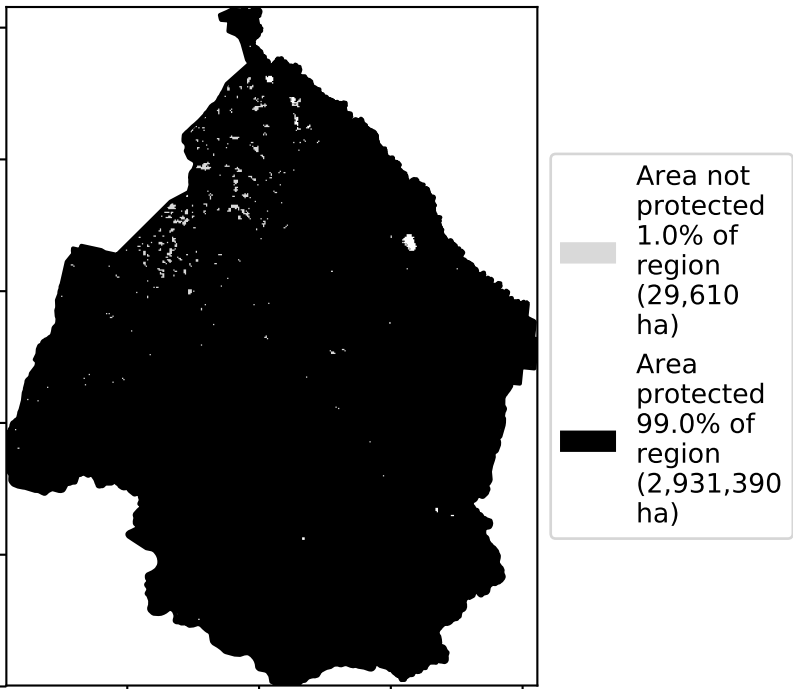 Area not
protected
1.0% of
region
(29,610
ha)
Area
protected
99.0% of
region
(2,931,390
ha)